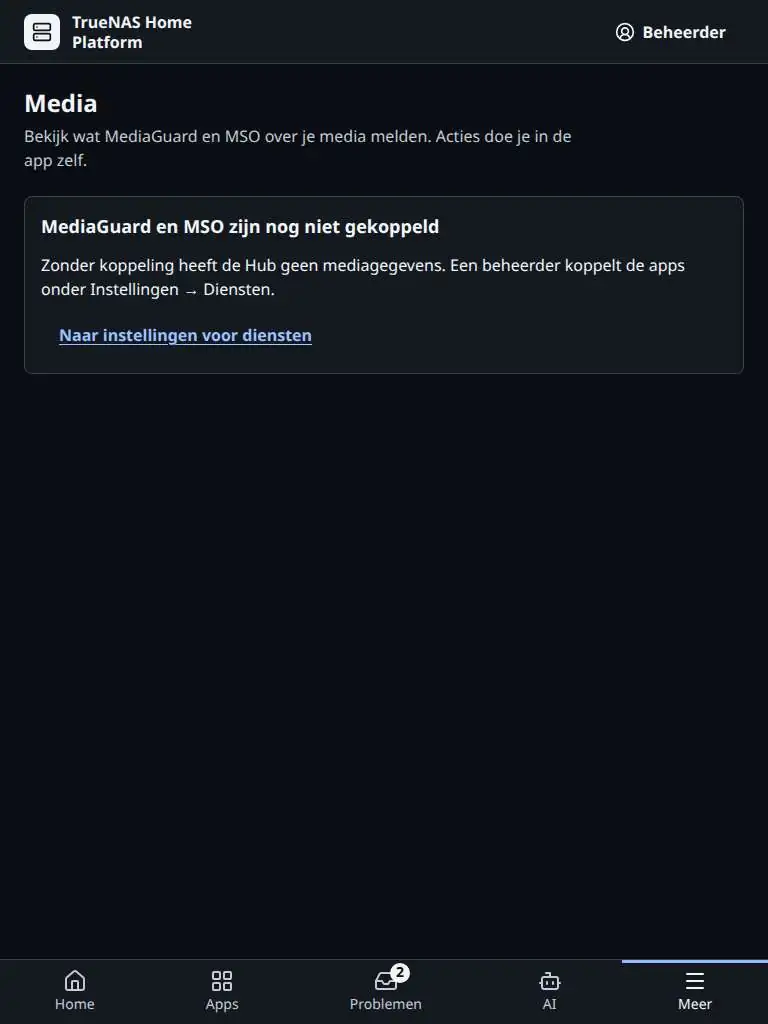 TrueNAS Home
Platform
Beheerder
Media
Bekijk wat MediaGuard en MSO over je media melden. Acties doe je in de
app zelf.
MediaGuard en MSO zijn nog niet gekoppeld
Zonder koppeling heeft de Hub geen mediagegevens. Een beheerder koppelt de apps
onder Instellingen → Diensten.
Naar instellingen voor diensten
2
Home
Apps
Problemen
AI
Meer